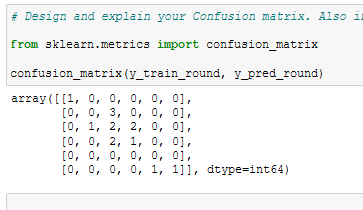 # Design and explain your Confusion matrix. Also
from sklearn.metrics import confusion_matrix
confusion_matrix(y_train_round, y_pred_round)
array([[1, 0, 0, 0, 0, 0],
[0, 0, 3, 0, 0, 0],
[0, 1, 2, 2, 0, 0],
[0, 0, 2, 1, 0, 0],
[0, 0, 0, 0, 0, 0],
[0, 0, 0, 0, 1, 1]], dtype=int64)